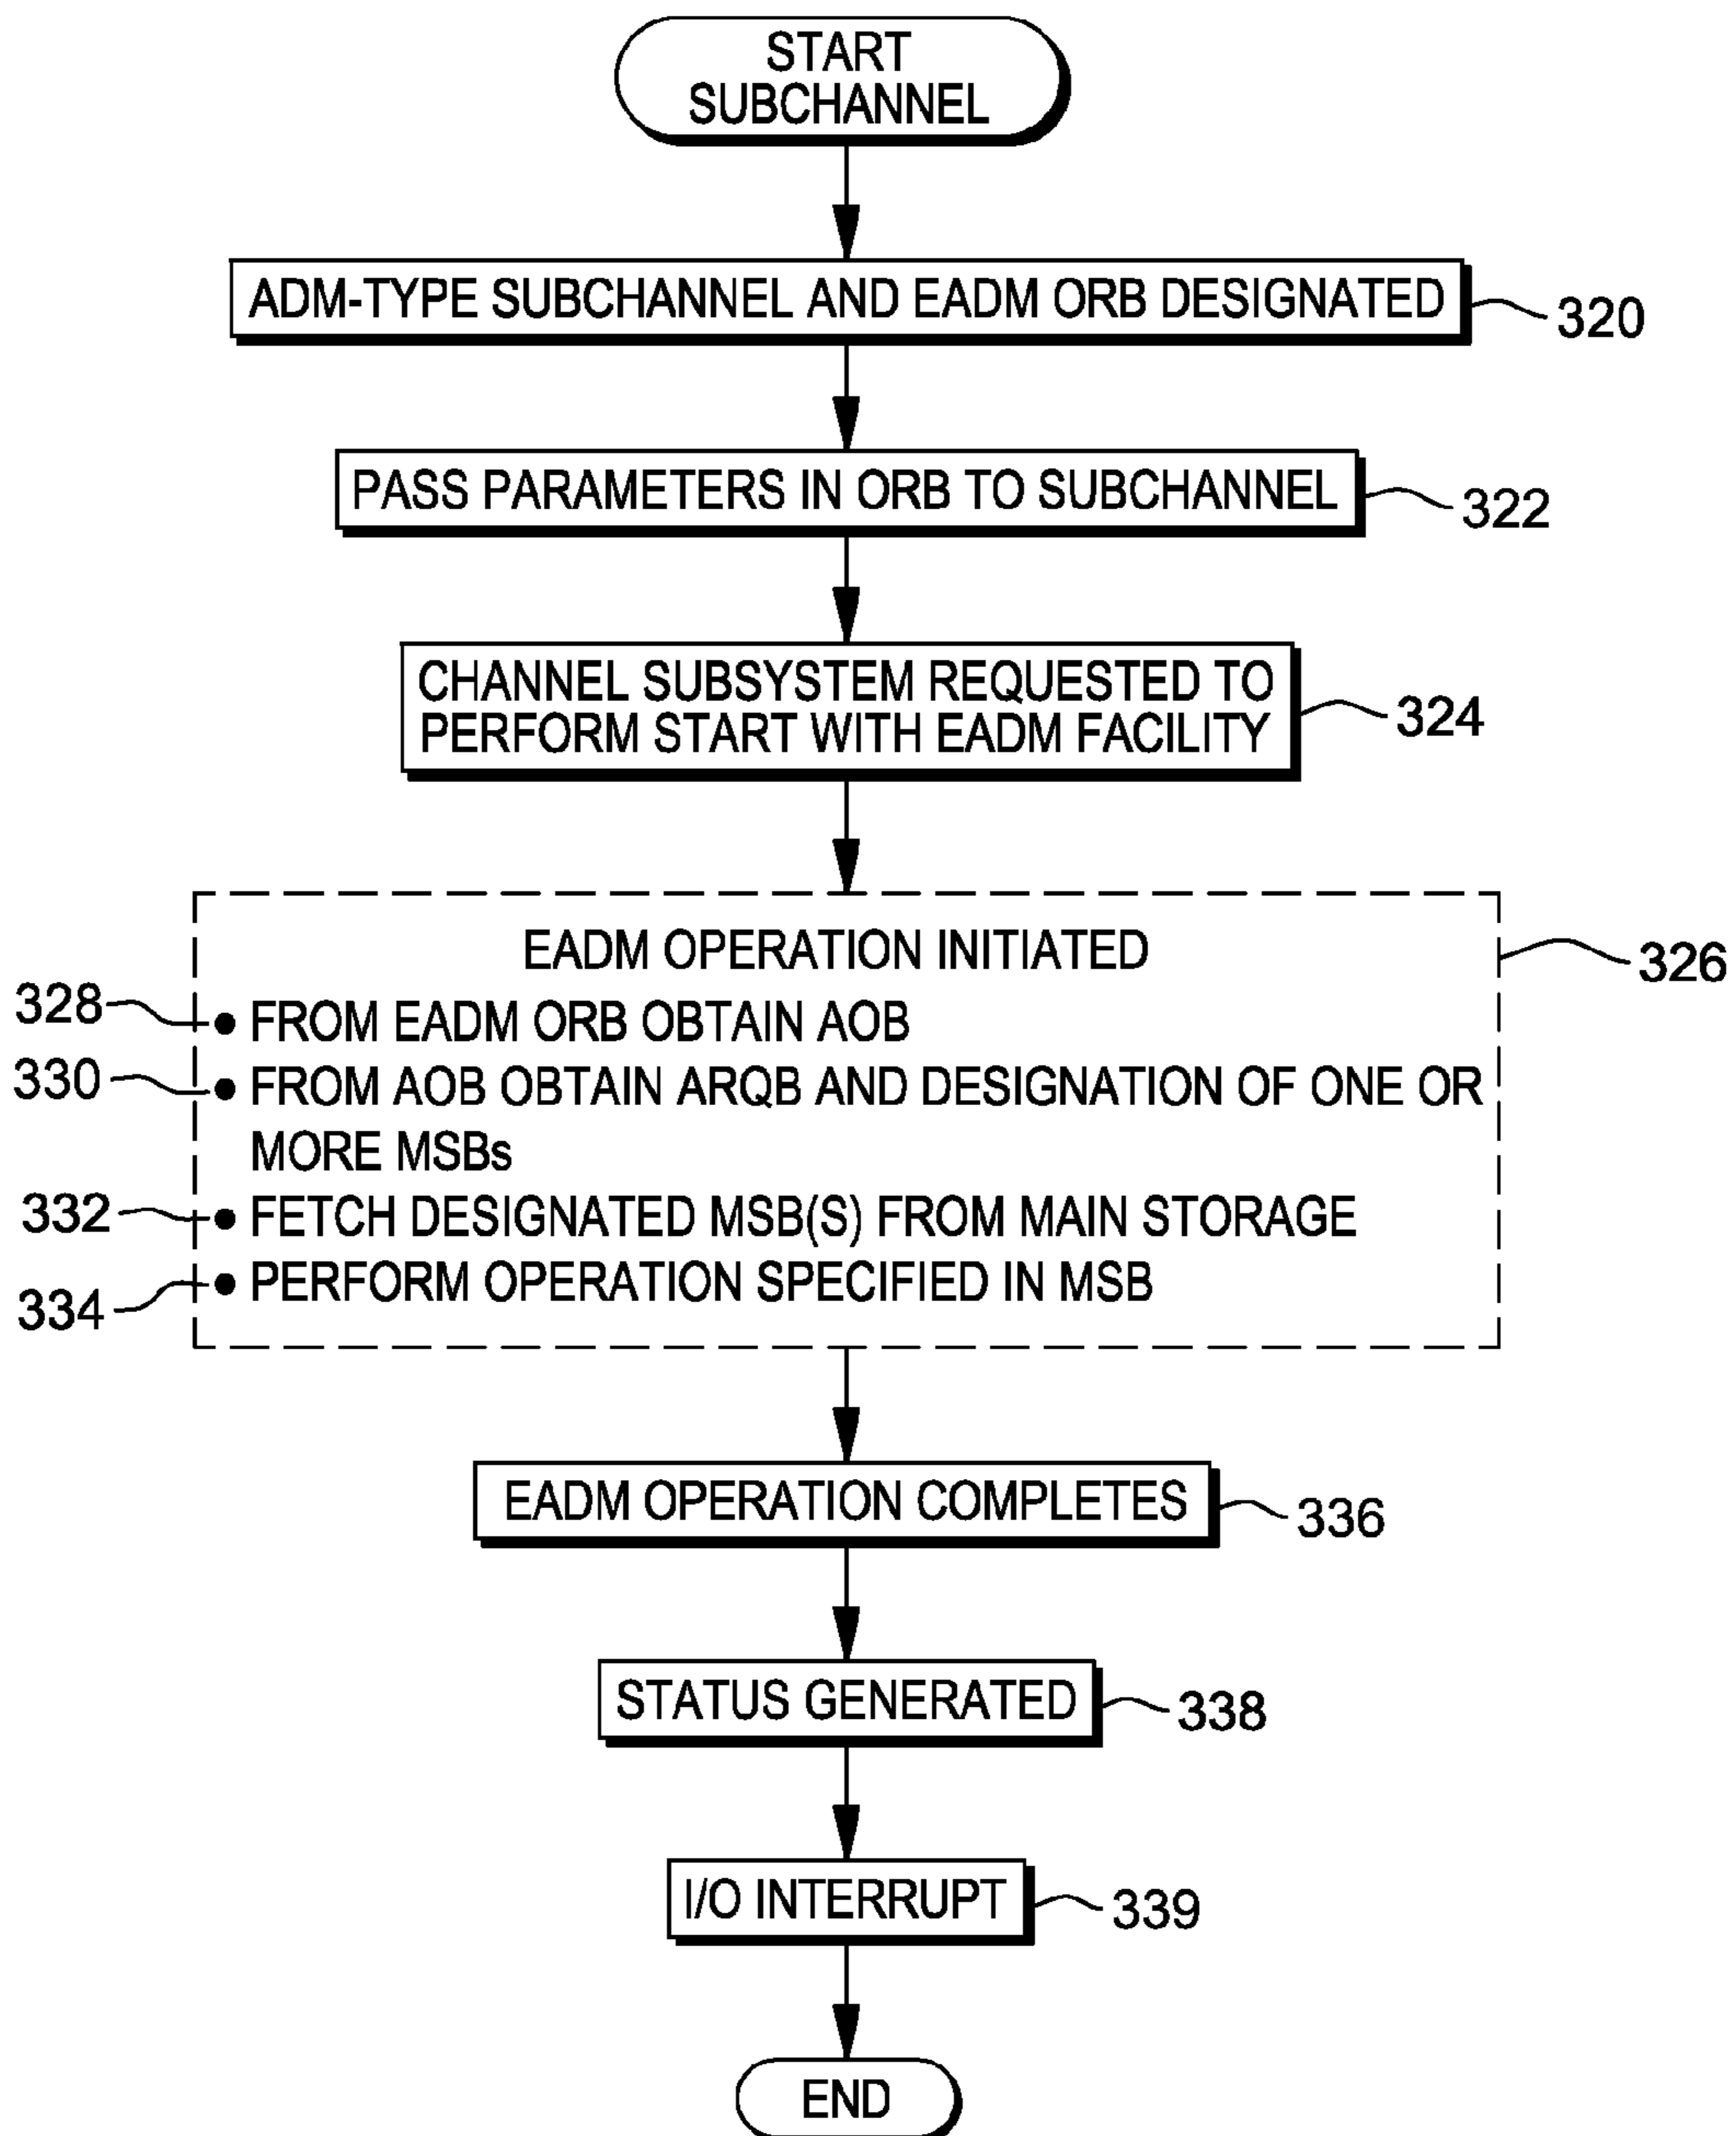 START
SUBCHANNEL
ADM-TYPE SUBCHANNEL AND EADM ORB DESIGNATED
320
PASS PARAMETERS IN ORB TO SUBCHANNEL
322
CHANNEL SUBSYSTEM REQUESTED TO
PERFORM START WITH EADM FACILITY
324
EADM OPERATION INITIATED
326
328
FROM EADM ORB OBTAIN AOB
330
FROM AOB OBTAIN ARQB AND DESIGNATION OF ONE OR
MORE MSBs
332
FETCH DESIGNATED MSB(S) FROM MAIN STORAGE
334
PERFORM OPERATION SPECIFIED IN MSB
EADM OPERATION COMPLETES
336
STATUS GENERATED
338
I/O INTERRUPT
339
END